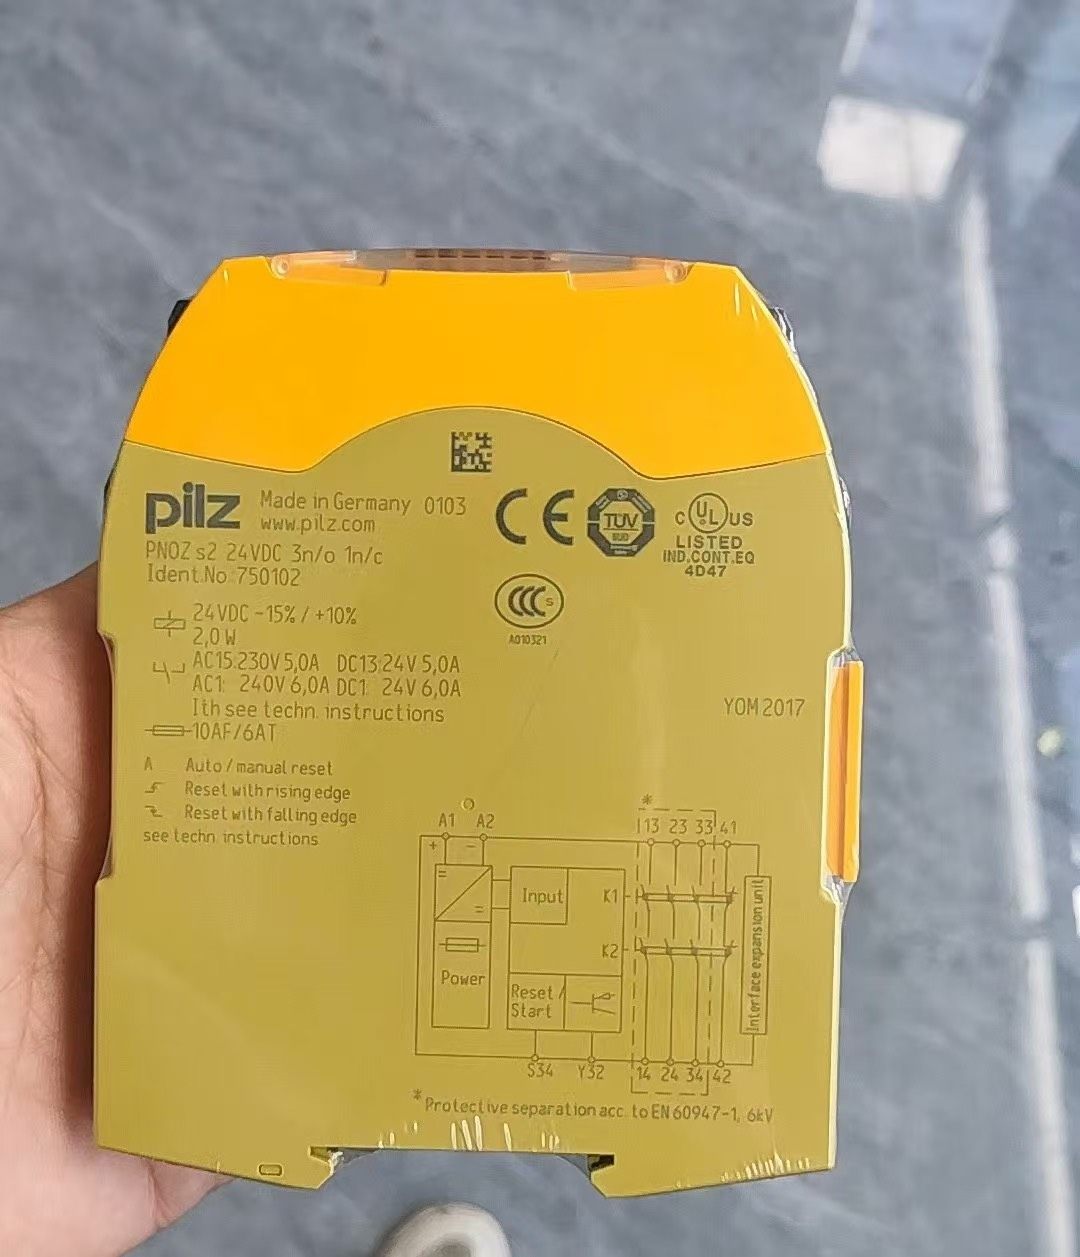 pilz Made in Germany 0103
www.pilz.com
PNOZ s2 24VDC 3n/o 1n/c
Ident.No.:750102
24VDC -15% / +10%
2,0 W
AC15:230V 5,0A DC13:24V 5,0A
AC1: 240V 6,0A DC1: 24V 6,0A
Ith see techn. instructions
10AF/6AT
A Auto / manual reset
Reset with rising edge
Reset with falling edge
see techn. instructions
CE
TÜV
SÜD
c UL US
LISTED
IND.CONT.EQ
4D47
CCC S
A010321
YOM 2017
*
A1 A2
13 23 33 41
+ -
Input
K1
K2
Power
Reset /
Start
Interface expansion unit
S34 Y32 14 24 34 42
* Protective separation acc. to EN 60947-1, 6kV